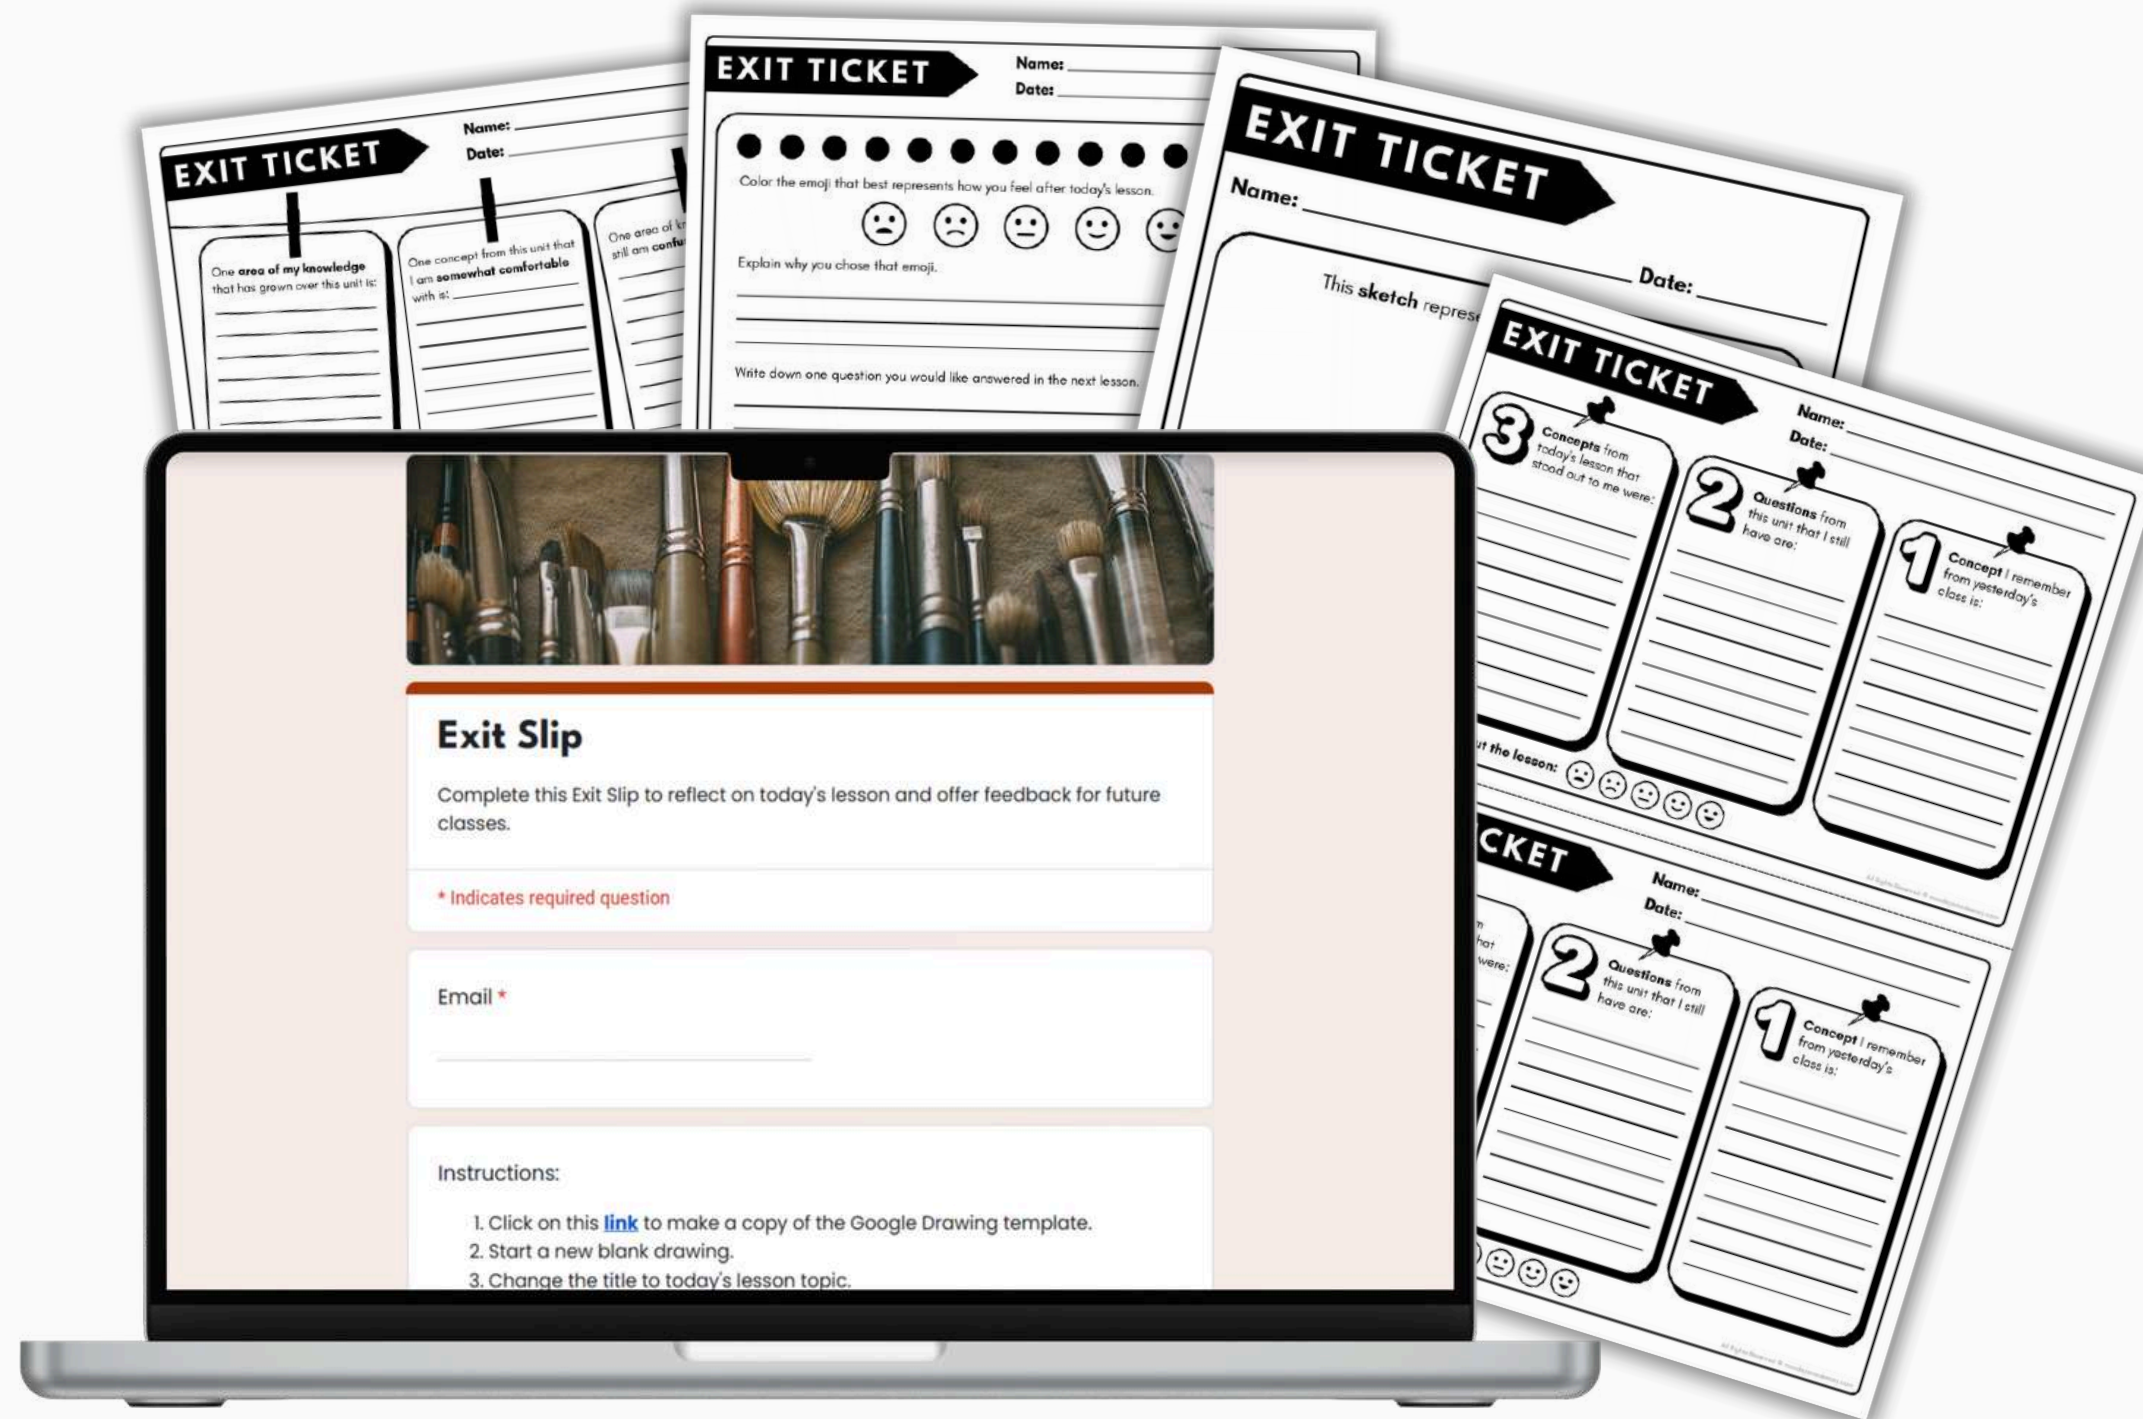 EXIT TICKET
Name:
Date:
One area of my knowledge
that has grown over this unit is:
One concept from this unit that
I am somewhat comfortable
with is:
One area of
still am
EXIT TICKET
Name:
Date:
Color the emoji that best represents how you feel after today's lesson.
Explain why you chose that emoji.
Write down one question you would like answered in the next lesson.
EXIT TICKET
Name:
Date:
This sketch
EXIT TICKET
Name:
Date:
3
Concepts from
today's lesson that
stood out to me were:
2
Questions from
this unit that I still
have are:
1
Concept I remember
from yesterday's
class is:
the lesson:
CKET
Name:
Date:
were:
2
Questions from
this unit that I still
have are:
1
Concept I remember
from yesterday's
class is:
Exit Slip
Complete this Exit Slip to reflect on today's lesson and offer feedback for future
classes.
* Indicates required question
Email *
Instructions:
1. Click on this link to make a copy of the Google Drawing template.
2. Start a new blank drawing.
3. Change the title to today's lesson topic.